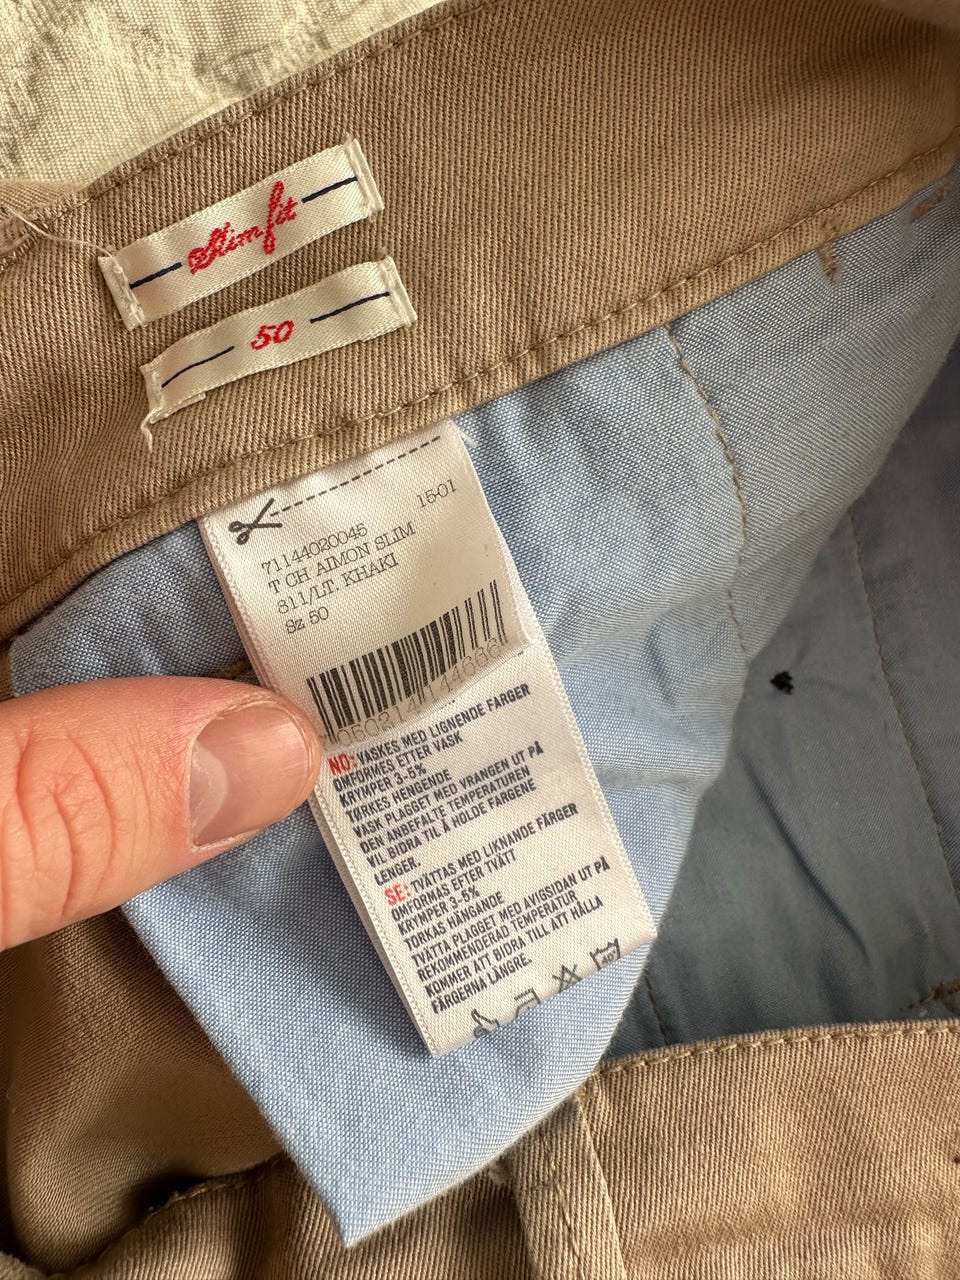 Slim fit
50
15-01
71144020045
T CH AIMON SLIM
811/LT. KHAKI
Sz 50
NO: VASKES MED LIGNENDE FARGER
OMFORMES ETTER VASK
KRYMPER 3-5%
TØRKES HENGENDE
VASK PLAGGET MED VRANGEN UT PÅ
DEN ANBEFALTE TEMPERATUREN
VIL BIDRA TIL Å HOLDE FARGENE
LENGER.
SE: TVÄTTAS MED LIKNANDE FÄRGER
OMFORMAS EFTER TVÄTT
KRYMPER 3-5%
TORKAS HÄNGANDE
TVÄTTA PLAGGET MED AVIGSIDAN UT PÅ
REKOMMENDERAD TEMPERATUR
KOMMER ATT BIDRA TILL ATT HÅLLA
FÄRGERNA LÄNGRE.
40°